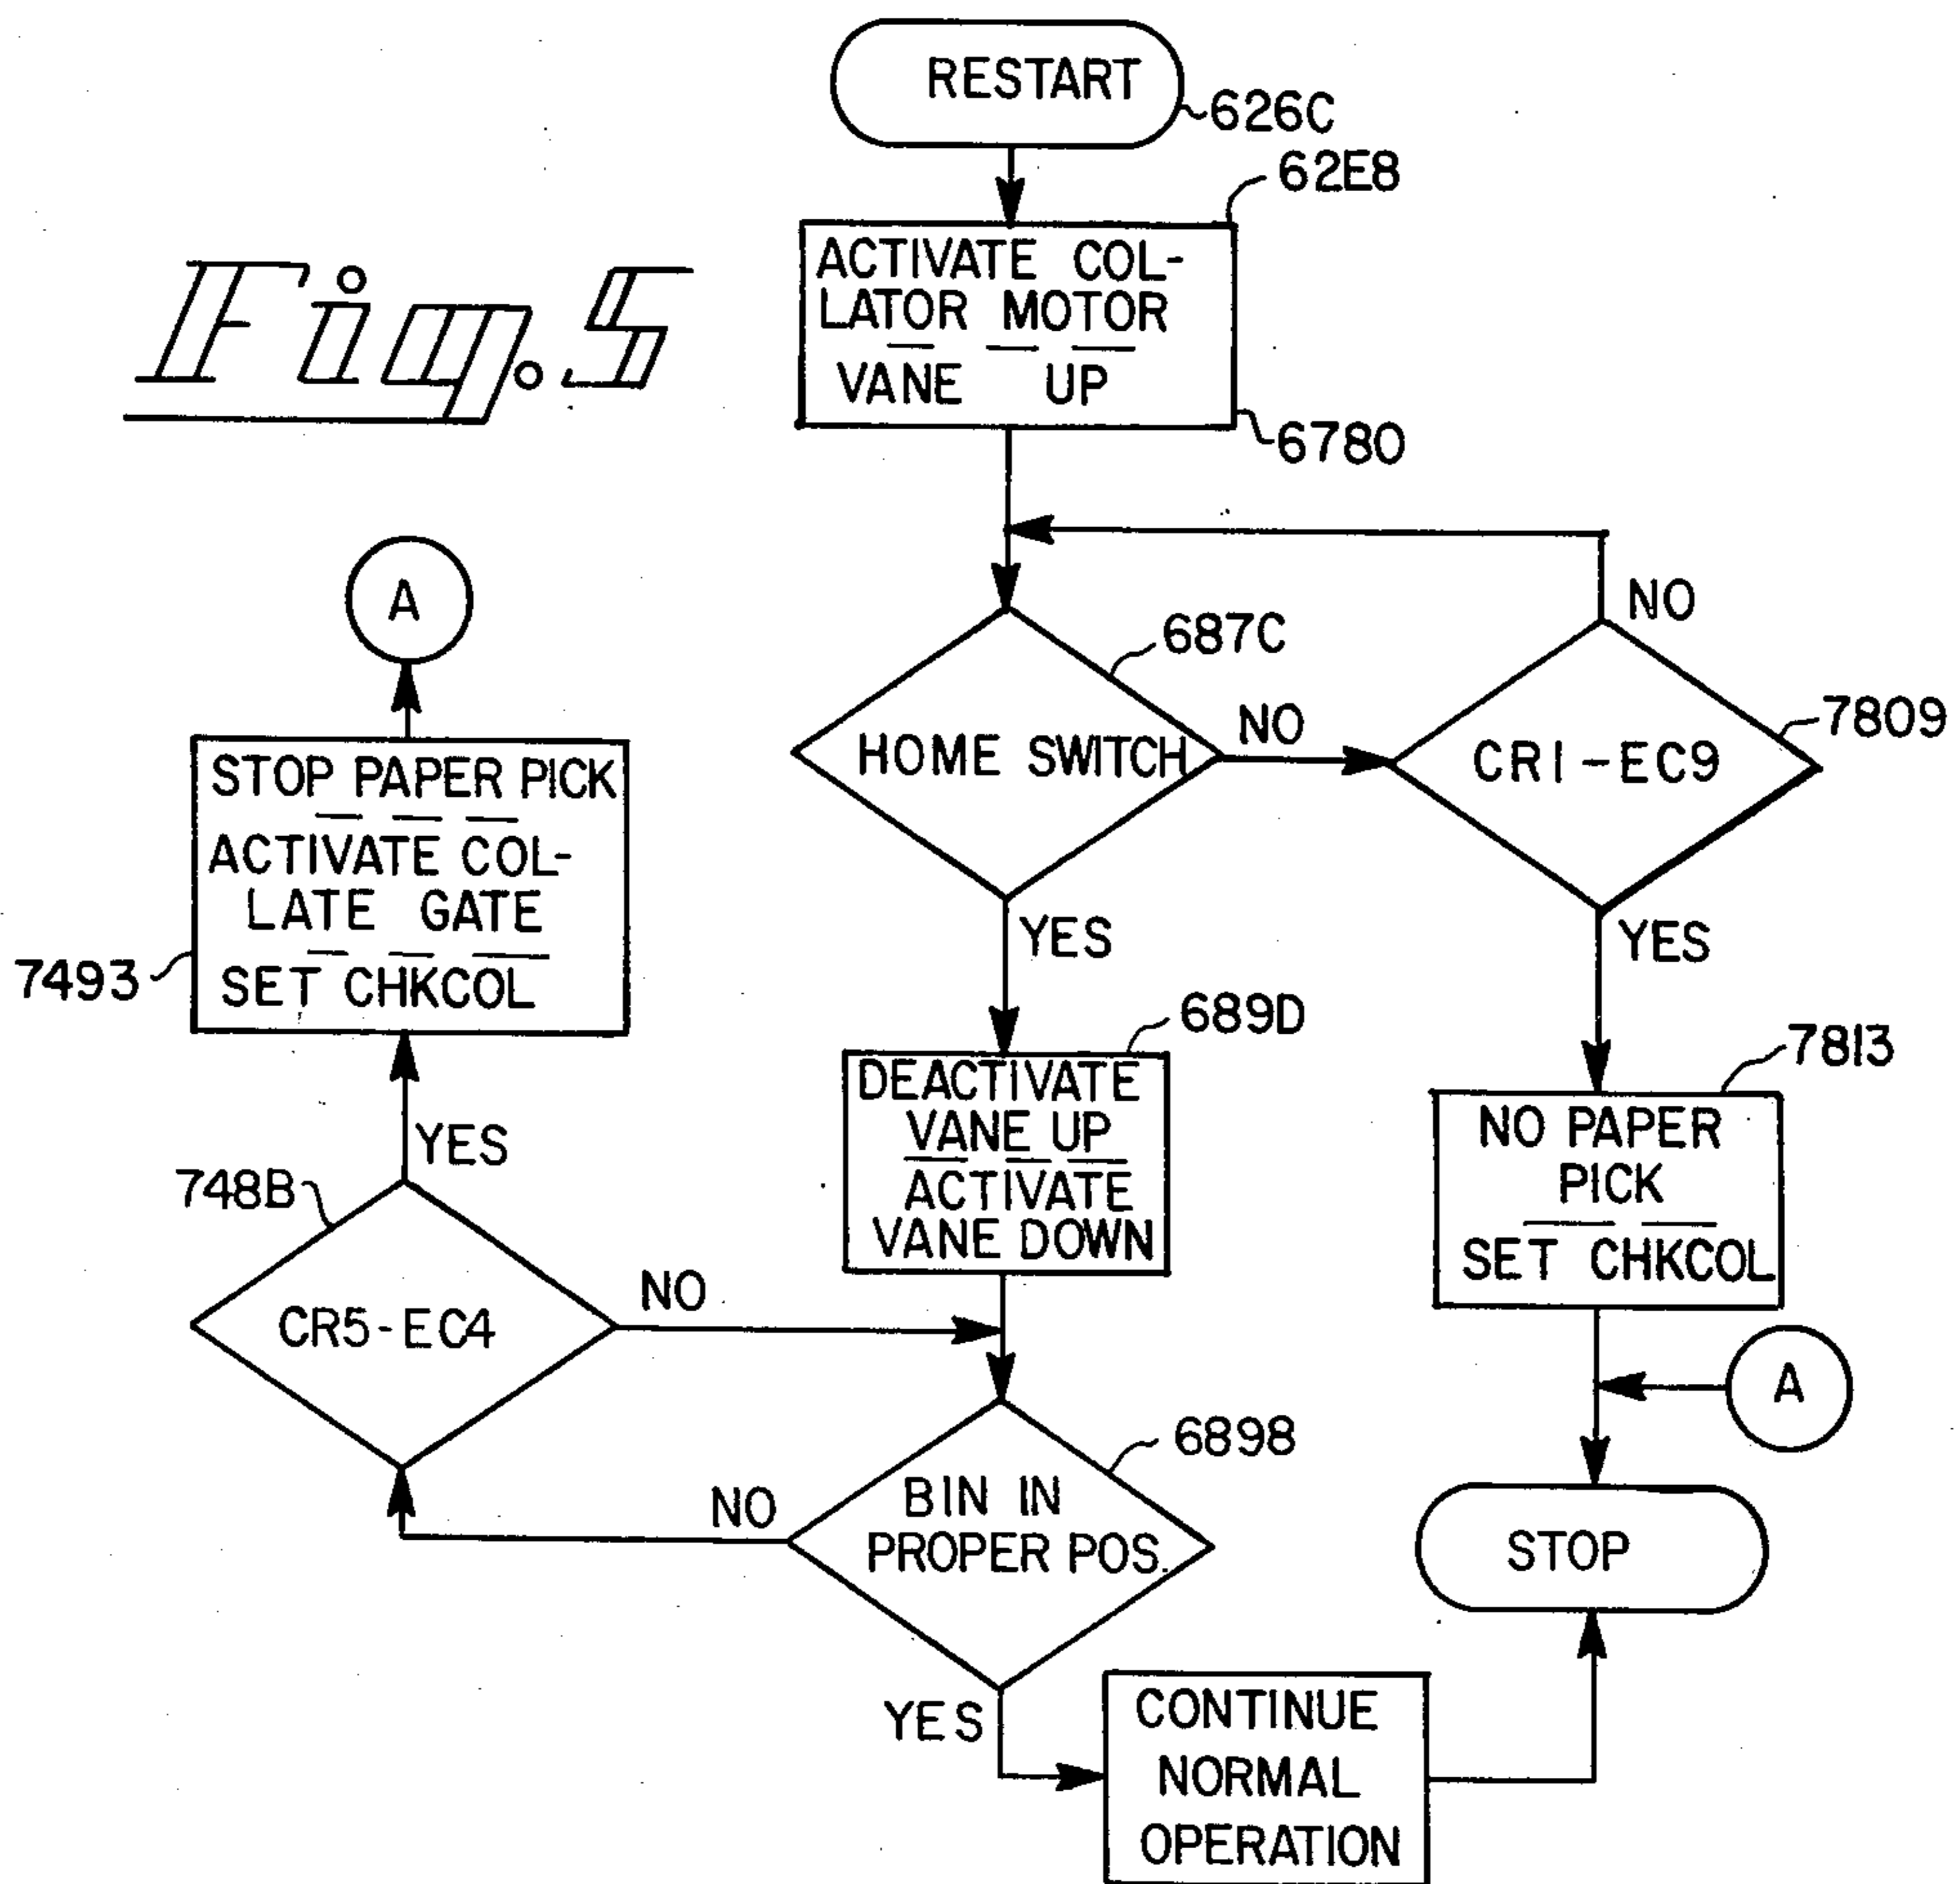 Fig. 5
RESTART
626C
62E8
ACTIVATE COL-
LATOR MOTOR
VANE UP
6780
A
687C
HOME SWITCH
NO
YES
NO
CR1-EC9
7809
YES
STOP PAPER PICK
ACTIVATE COL-
LATE GATE
SET CHKCOL
7493
689D
DEACTIVATE
VANE UP
ACTIVATE
VANE DOWN
7813
NO PAPER
PICK
SET CHKCOL
YES
748B
CR5-EC4
NO
A
6898
BIN IN
PROPER POS.
NO
YES
STOP
CONTINUE
NORMAL
OPERATION